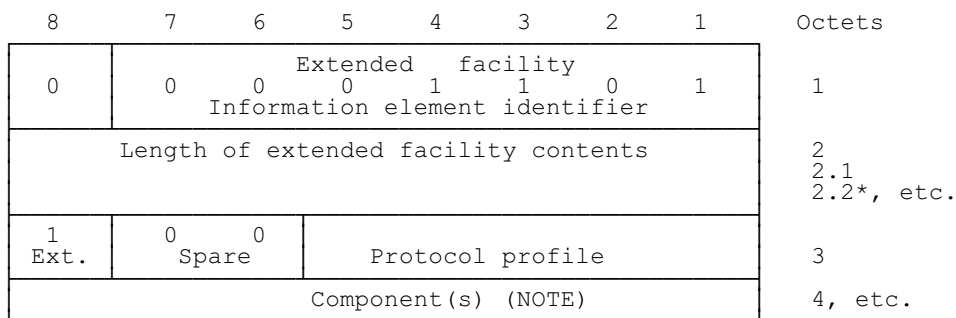 8 7 6 5 4 3 2 1 Octets
Extended facility
0 0 0 0 1 1 0 1 1
Information element identifier
Length of extended facility contents 2
2.1
2.2*, etc.
1 0 0
Ext. Spare Protocol profile 3
Component(s) (NOTE) 4, etc.